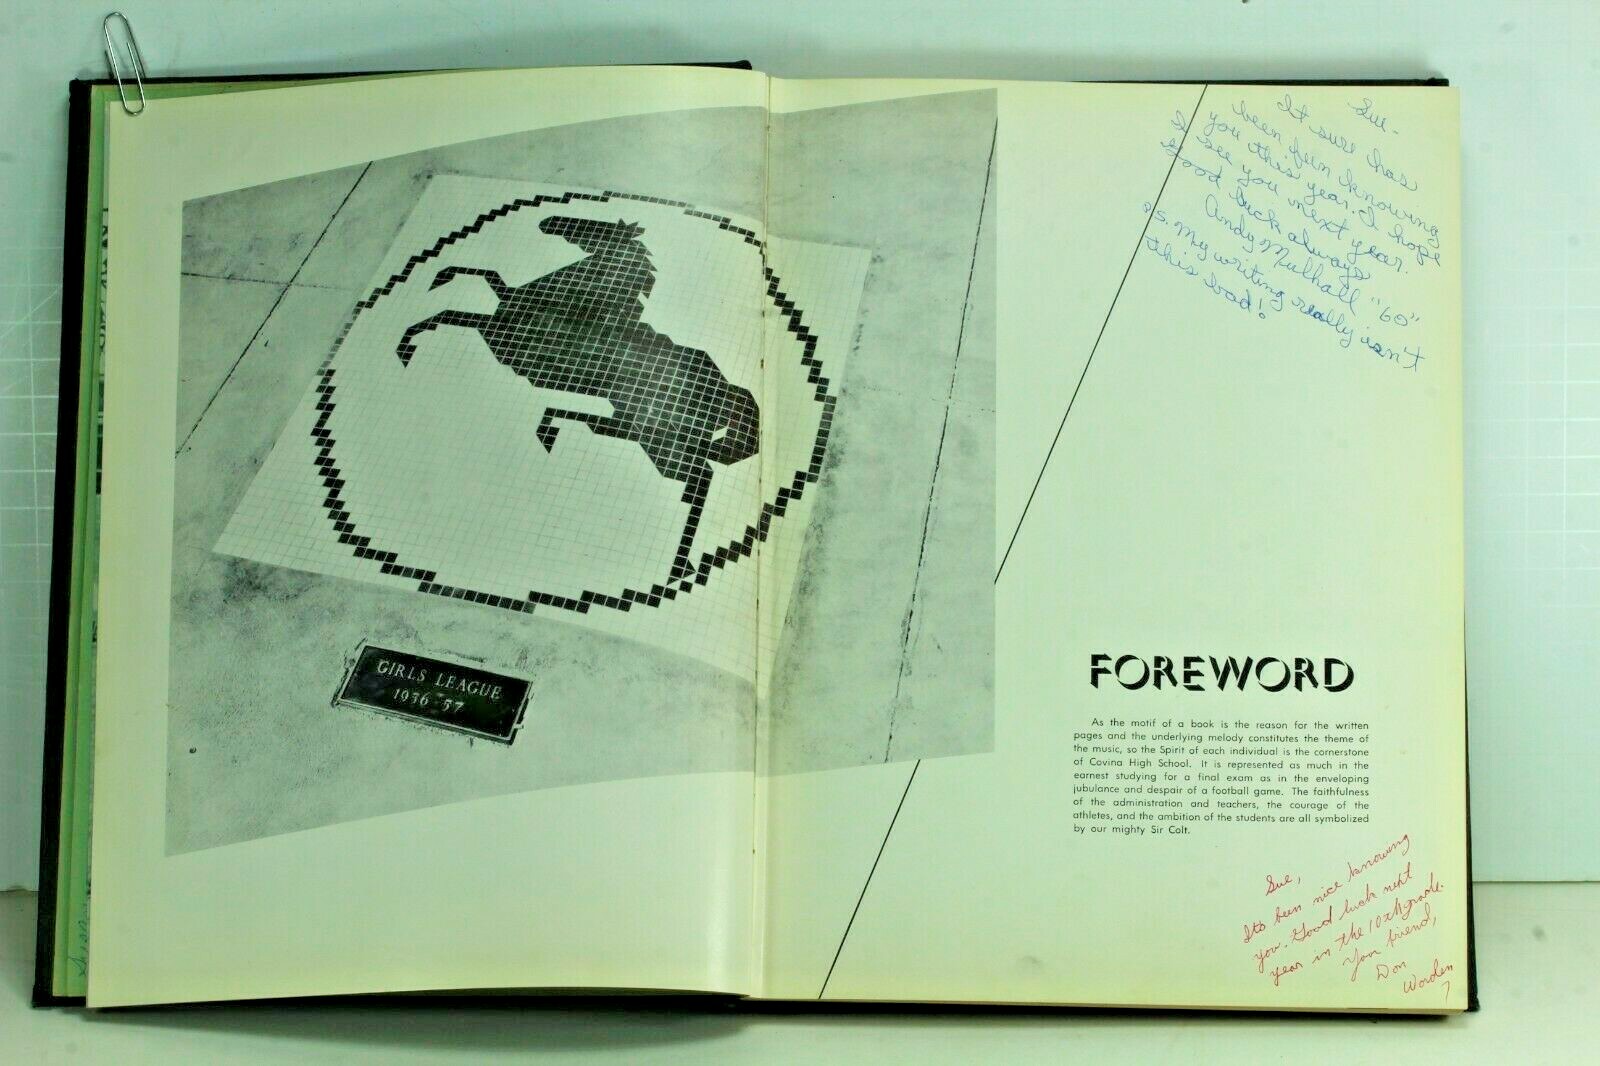 Sue-
It sure has
been fun knowing
you this year. I hope
I see you next year.
Good luck always
Andy Mulhall "60"
P.S. My writing really isn't
this bad!
GIRLS LEAGUE
1936-57
FOREWORD
As the motif of a book is the reason for the written
pages and the underlying melody constitutes the theme of
the music, so the Spirit of each individual is the cornerstone
of Covina High School. It is represented as much in the
earnest studying for a final exam as in the enveloping
jubulance and despair of a football game. The faithfulness
of the administration and teachers, the courage of the
athletes, and the ambition of the students are all symbolized
by our mighty Sir Colt.
Sue,
Its been nice knowing
you. Good luck next
year in the 10th grade.
Your friend,
Don
Worden